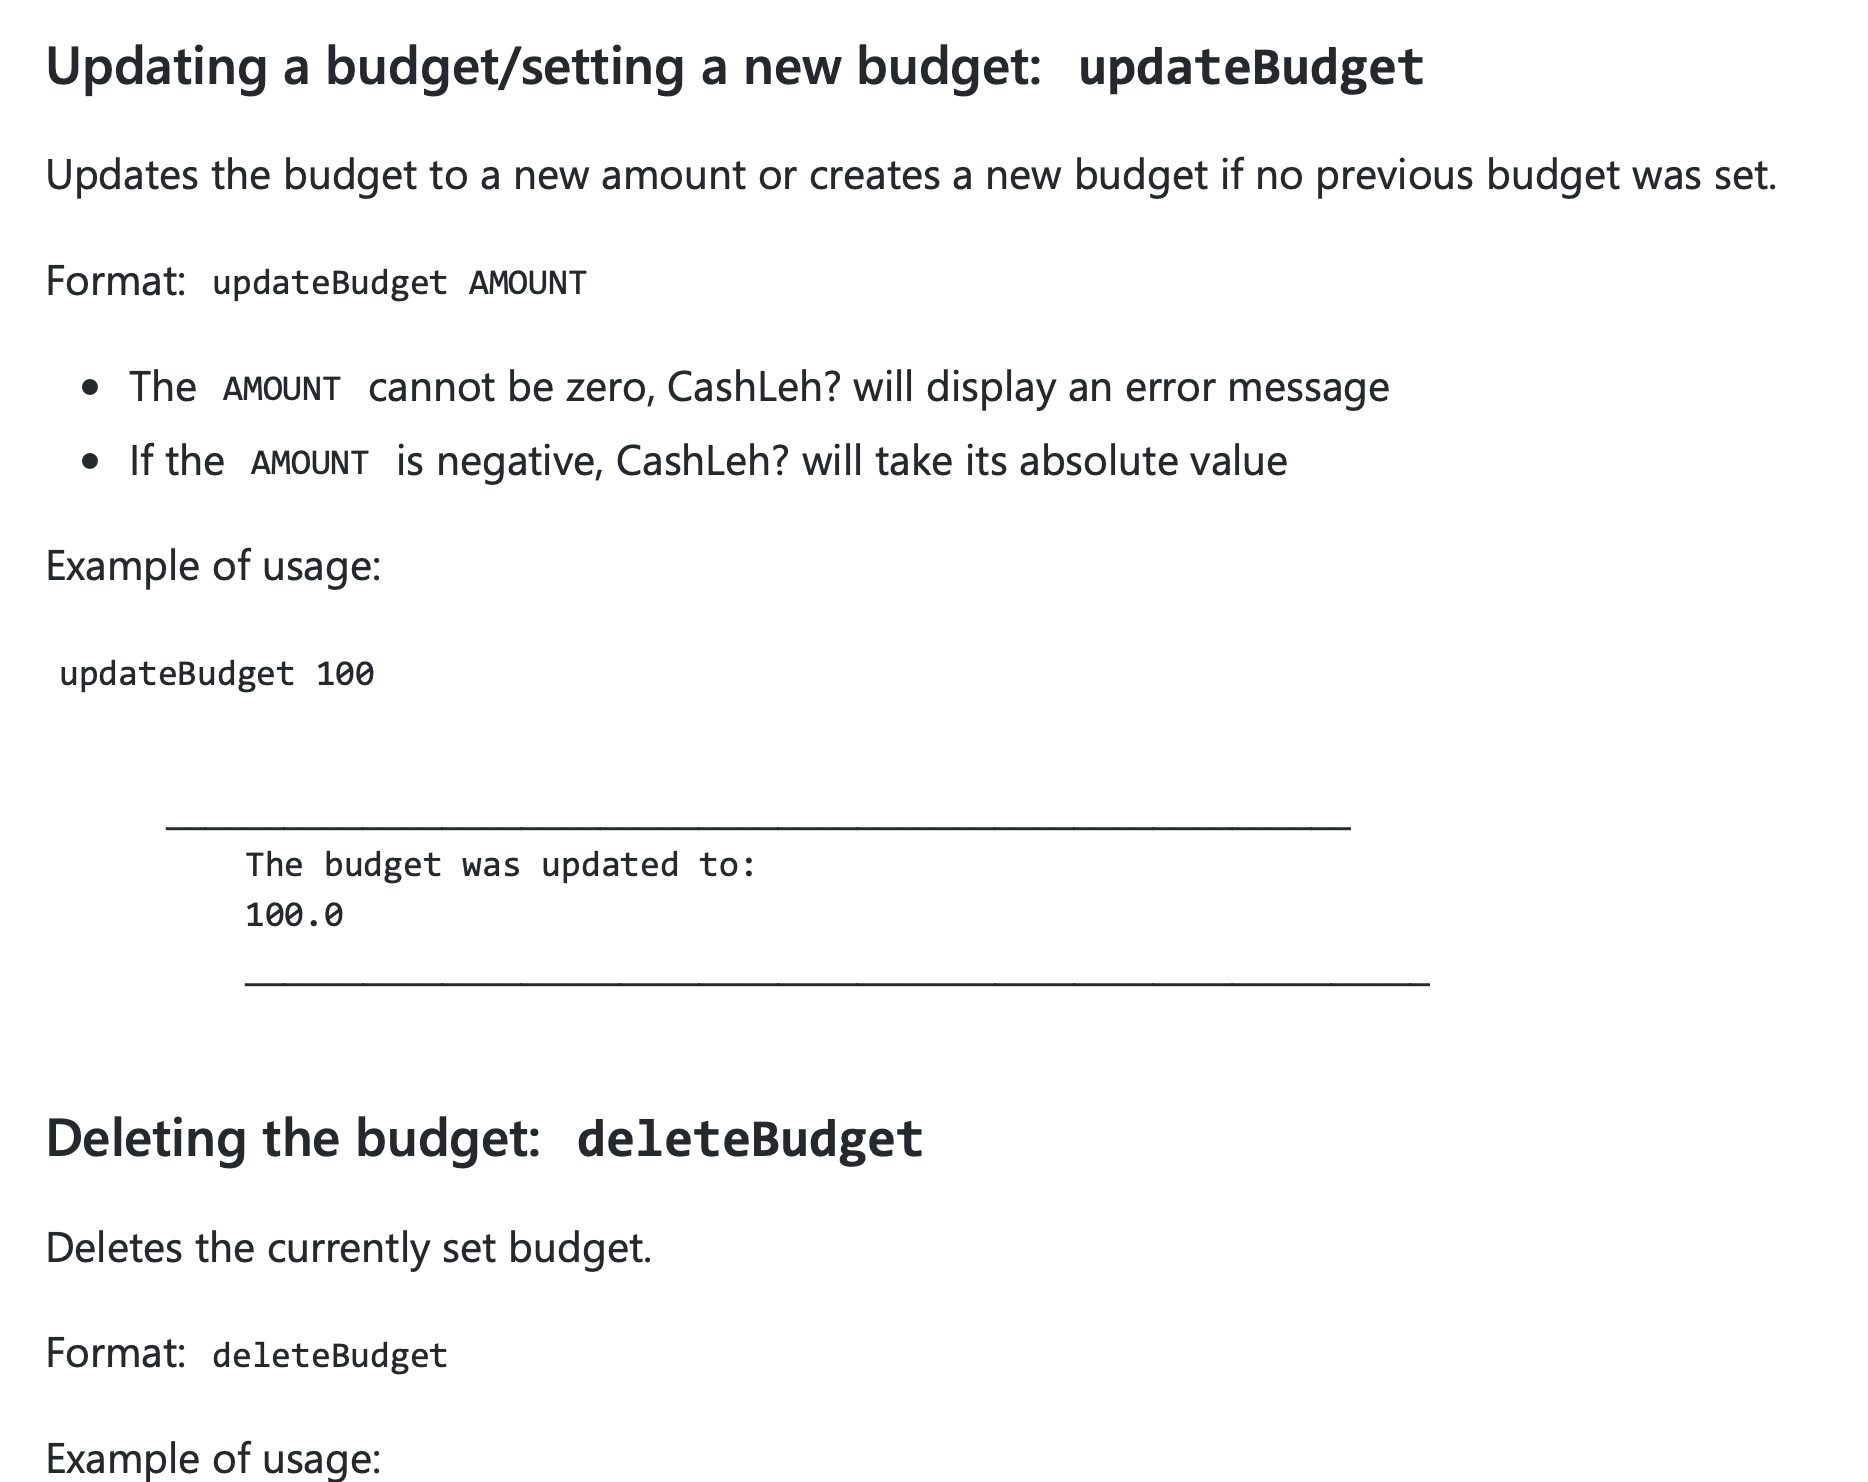 Updating a budget/setting a new budget: updateBudget
Updates the budget to a new amount or creates a new budget if no previous budget was set.
Format: updateBudget AMOUNT
• The AMOUNT cannot be zero, CashLeh? will display an error message
• If the AMOUNT is negative, CashLeh? will take its absolute value
Example of usage:
updateBudget 100
____________________________________________________________
The budget was updated to:
100.0
____________________________________________________________
Deleting the budget: deleteBudget
Deletes the currently set budget.
Format: deleteBudget
Example of usage: